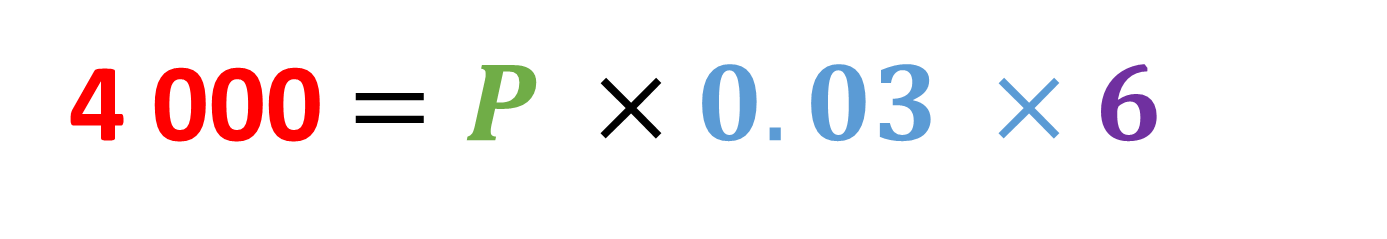 4 000 = P × 0.03 × 6